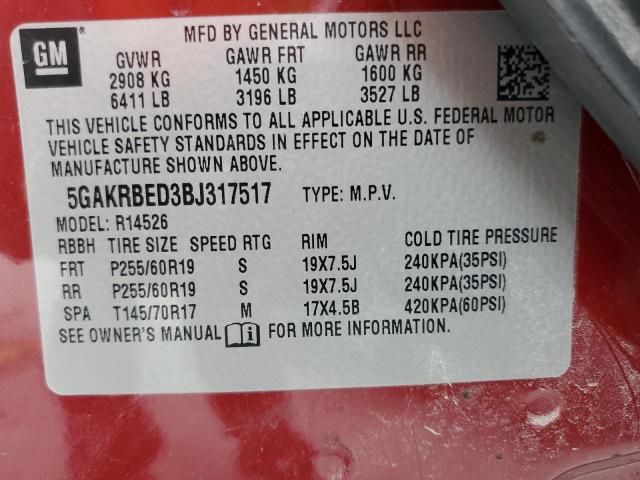 MFD BY GENERAL MOTORS LLC
GM
GVWR GAWR FRT GAWR RR
2908 KG 1450 KG 1600 KG
6411 LB 3196 LB 3527 LB
THIS VEHICLE CONFORMS TO ALL APPLICABLE U.S. FEDERAL MOTOR
VEHICLE SAFETY STANDARDS IN EFFECT ON THE DATE OF
MANUFACTURE SHOWN ABOVE.
5GAKRBED3BJ317517 TYPE: M.P.V.
MODEL: R14526
RBBH TIRE SIZE SPEED RTG RIM COLD TIRE PRESSURE
FRT P255/60R19 S 19X7.5J 240KPA(35PSI)
RR P255/60R19 S 19X7.5J 240KPA(35PSI)
SPA T145/70R17 M 17X4.5B 420KPA(60PSI)
SEE OWNER'S MANUAL i FOR MORE INFORMATION.